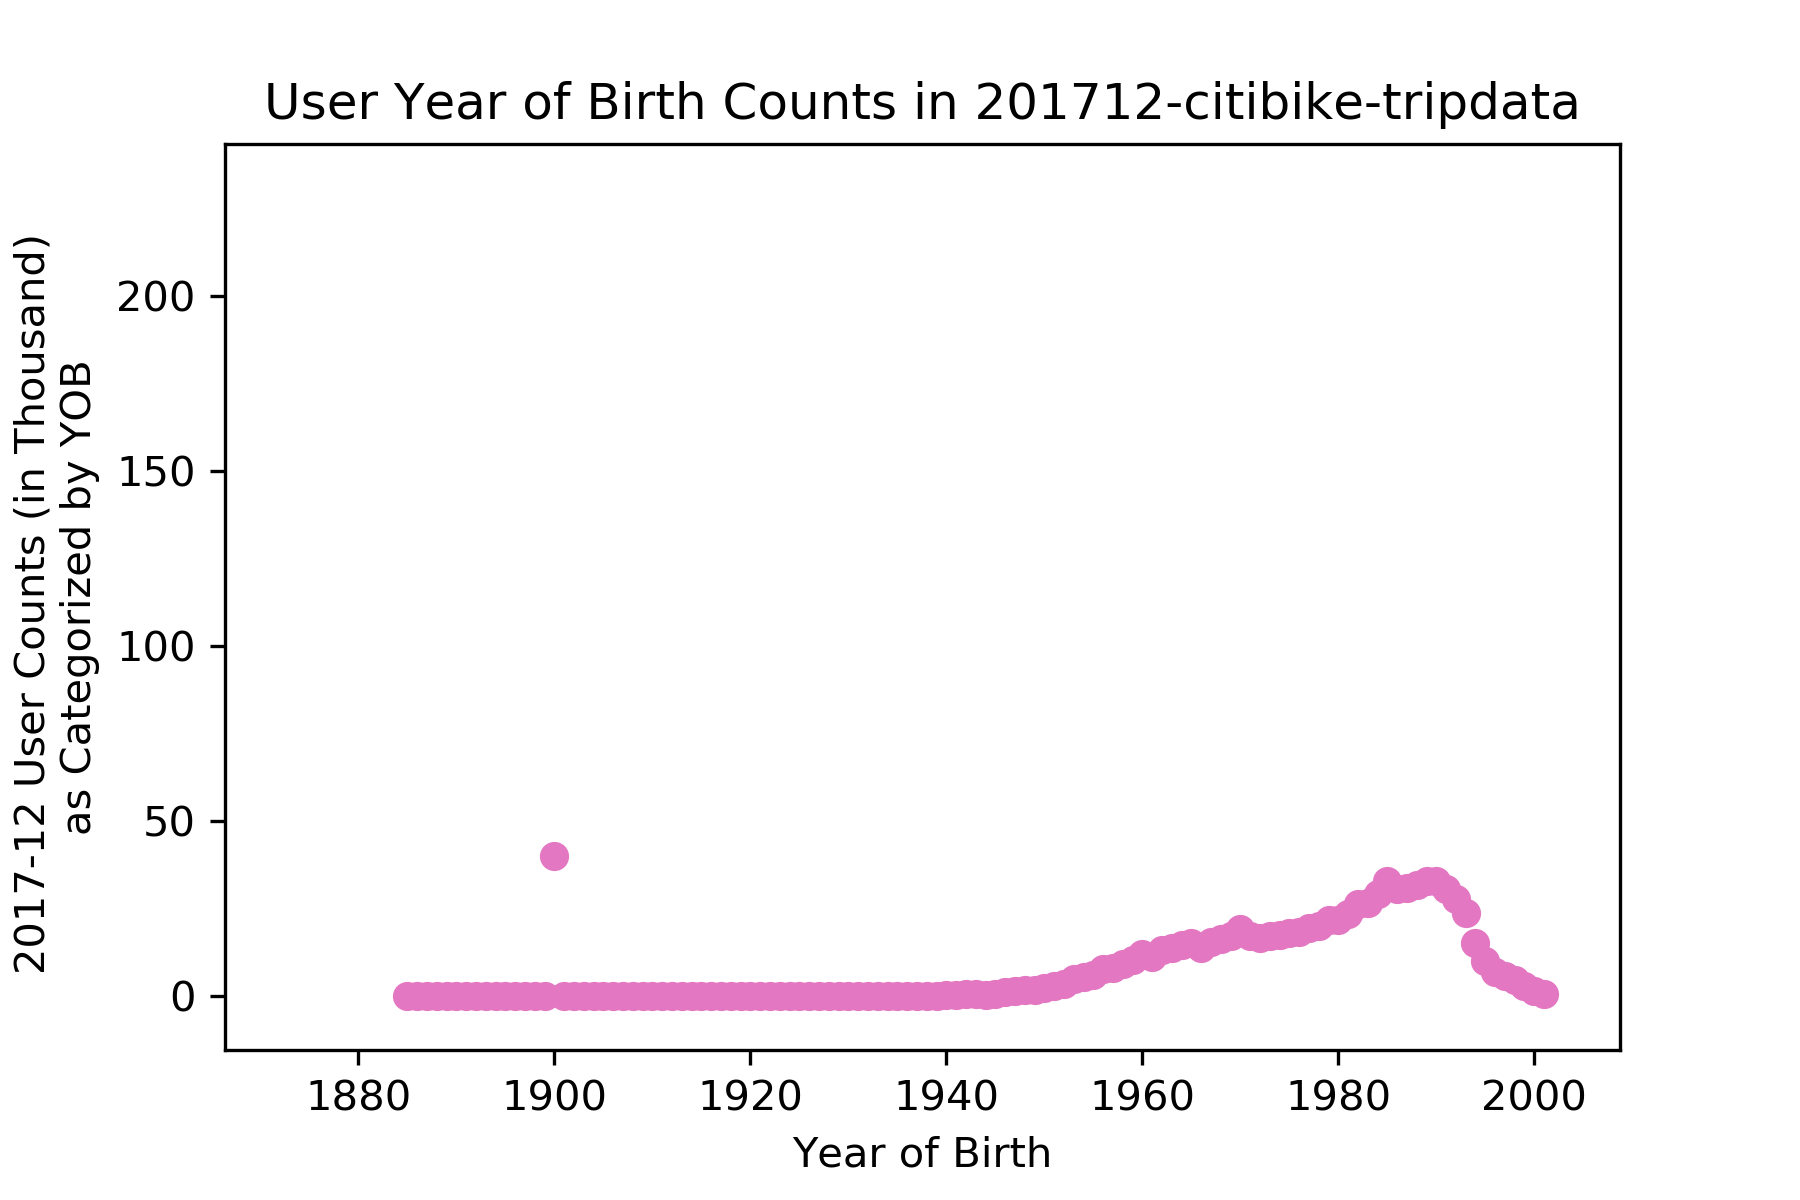 User Year of Birth Counts in 201712-citibike-tripdata
2017-12 User Counts (in Thousand)
as Categorized by YOB
200
150
100
50
0
1880 1900 1920 1940 1960 1980 2000
Year of Birth